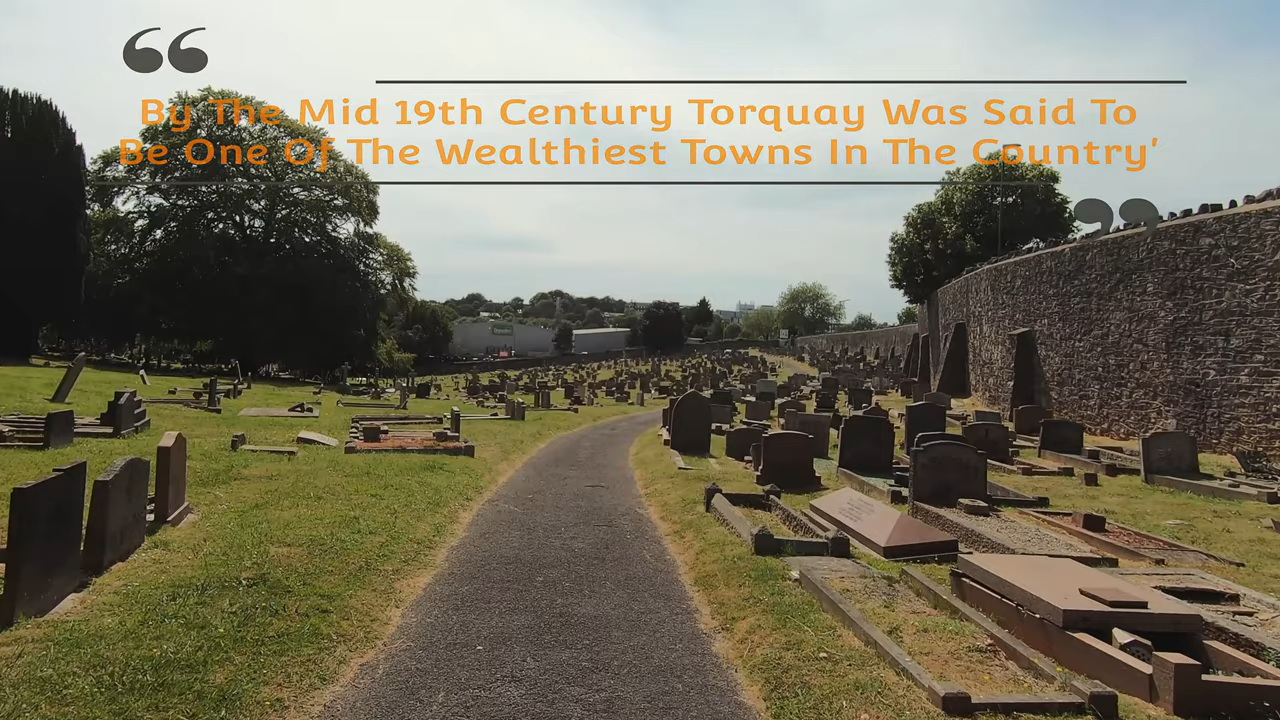 “
By The Mid 19th Century Torquay Was Said To
Be One Of The Wealthiest Towns In The Country'
”